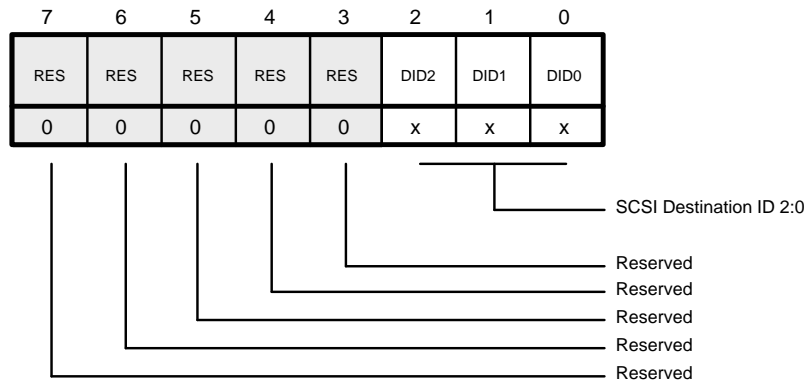 7 6 5 4 3 2 1 0
RES RES RES RES RES DID2 DID1 DID0
0 0 0 0 0 x x x
SCSI Destination ID 2:0
Reserved
Reserved
Reserved
Reserved
Reserved